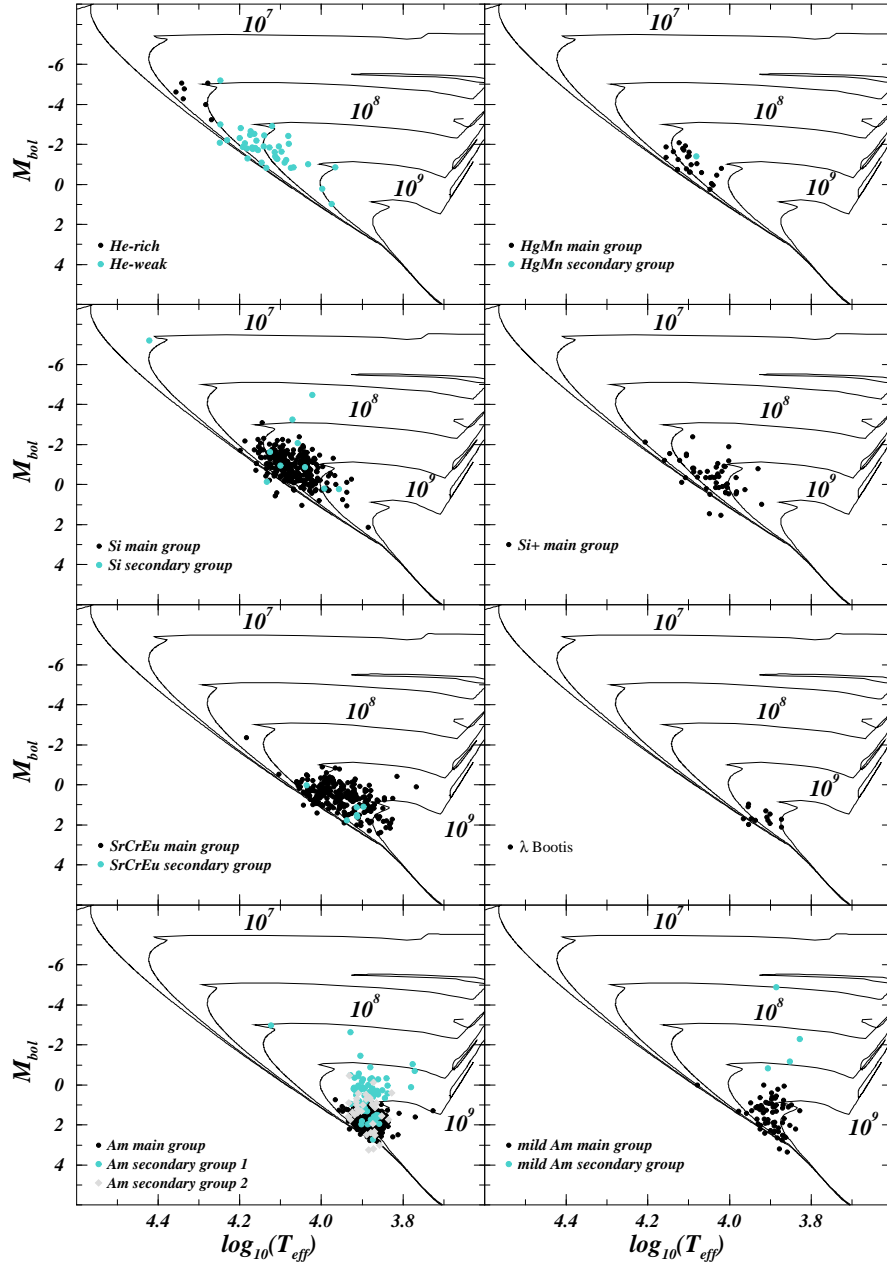 10^7
10^7
-6
-4
10^8
10^8
-2
M_bol
0
10^9
10^9
2
He-rich
HgMn main group
4
He-weak
HgMn secondary group
10^7
10^7
-6
-4
10^8
10^8
-2
M_bol
0
10^9
10^9
2
Si main group
Si+ main group
4
Si secondary group
10^7
10^7
-6
-4
10^8
10^8
-2
M_bol
0
10^9
10^9
2
SrCrEu main group
λ Bootis
4
SrCrEu secondary group
10^7
10^7
-6
-4
10^8
10^8
-2
M_bol
0
10^9
10^9
2
Am main group
mild Am main group
4
Am secondary group 1
mild Am secondary group
Am secondary group 2
4.4 4.2 4.0 3.8
4.4 4.2 4.0 3.8
log_10(T_eff)
log_10(T_eff)